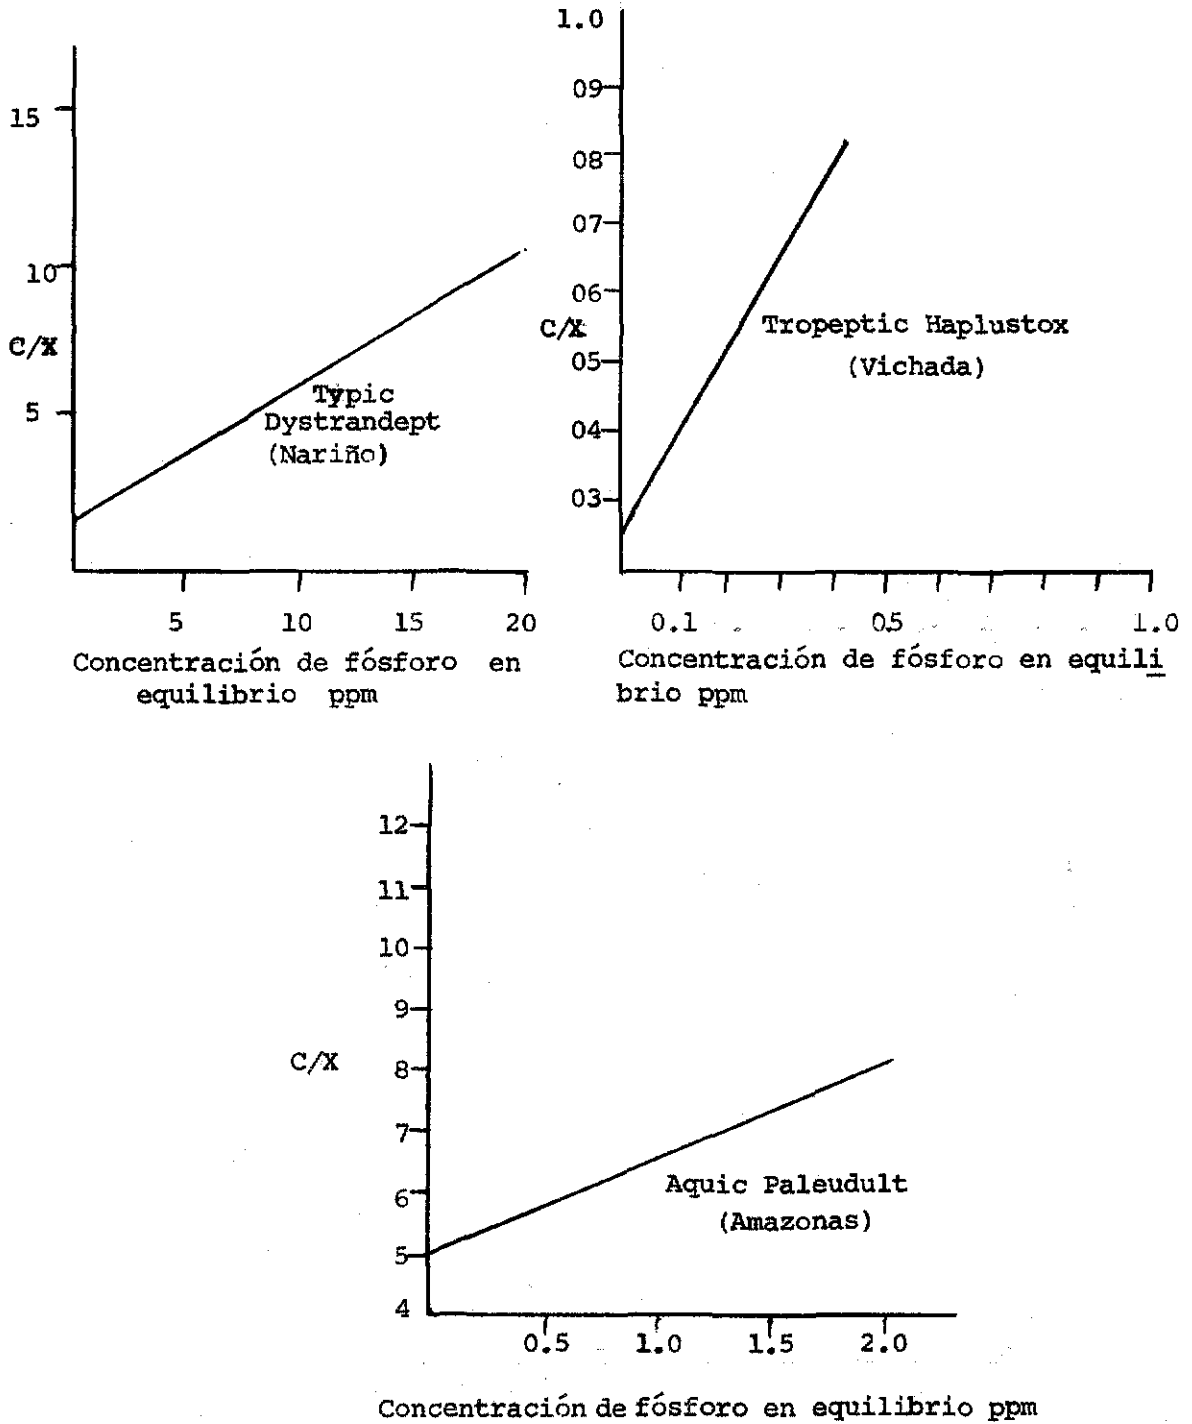 15
10
C/X
5
Typic
Dystrandept
(Nariño)
5 10 15 20
Concentración de fósforo en
equilibrio ppm
1.0
09
08
07
06
C/X
05
04
03
Tropeptic Haplustox
(Vichada)
0.1 05 1.0
Concentración de fósforo en equili
brio ppm
12
11
10
9
C/X
8
7
6
5
4
Aquic Paleudult
(Amazonas)
0.5 1.0 1.5 2.0
Concentración de fósforo en equilibrio ppm